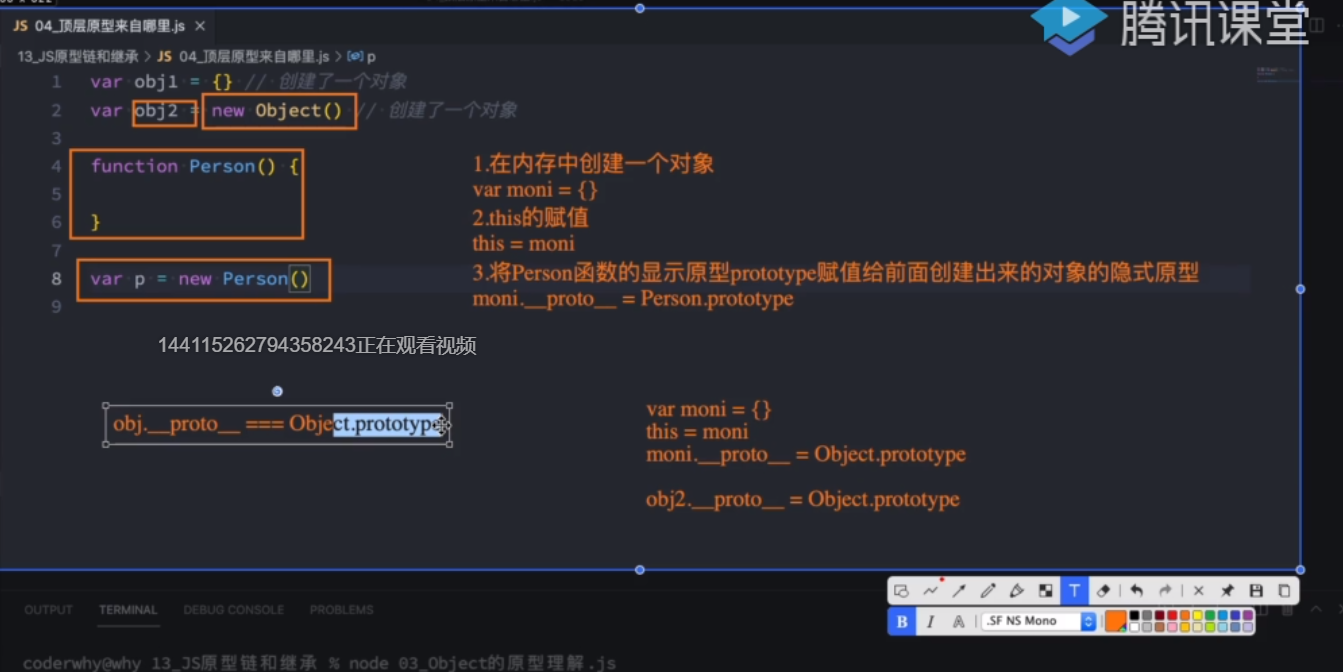 JS 04_顶层原型来自哪里.js ×
腾讯课堂
13_JS原型链和继承 > JS 04_顶层原型来自哪里.js > p
1 var obj1 = {} // 创建了一个对象
2 var obj2 = new Object() // 创建了一个对象
3
4 function Person() {
5
6 }
7
8 var p = new Person()
9
1.在内存中创建一个对象
var moni = {}
2.this的赋值
this = moni
3.将Person函数的显示原型prototype赋值给前面创建出来的对象的隐式原型
moni.__proto__ = Person.prototype
144115262794358243正在观看视频
obj.__proto__ === Object.prototype
var moni = {}
this = moni
moni.__proto__ = Object.prototype
obj2.__proto__ = Object.prototype
B I A .SF NS Mono
OUTPUT TERMINAL DEBUG CONSOLE PROBLEMS
coderwhy@why 13_JS原型链和继承 % node 03_Object的原型理解.js